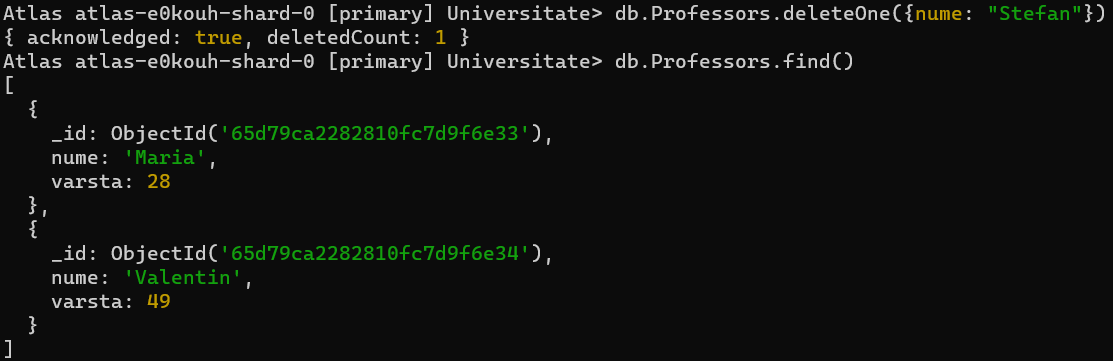 Atlas atlas-e0kouh-shard-0 [primary] Universitate> db.Professors.deleteOne({nume: "Stefan"})
{ acknowledged: true, deletedCount: 1 }
Atlas atlas-e0kouh-shard-0 [primary] Universitate> db.Professors.find()
[
  {
    _id: ObjectId('65d79ca2282810fc7d9f6e33'),
    nume: 'Maria',
    varsta: 28
  },
  {
    _id: ObjectId('65d79ca2282810fc7d9f6e34'),
    nume: 'Valentin',
    varsta: 49
  }
]